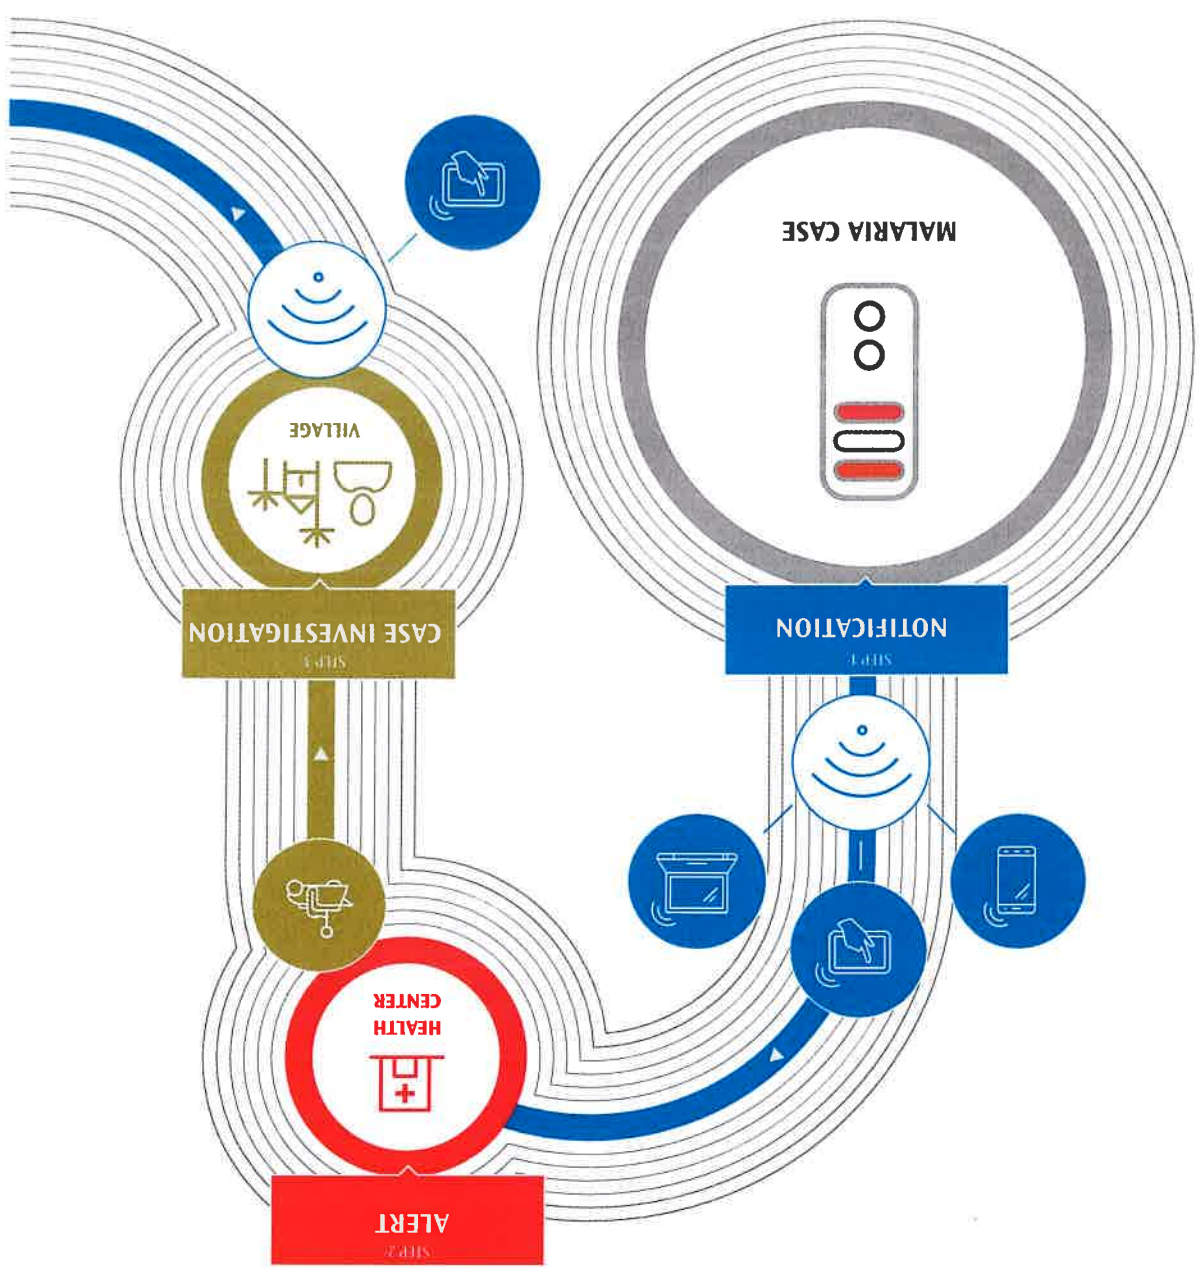 STEP 1:
NOTIFICATION
MALARIA CASE
STEP 2:
ALERT
HEALTH
CENTER
STEP 3:
CASE INVESTIGATION
VILLAGE